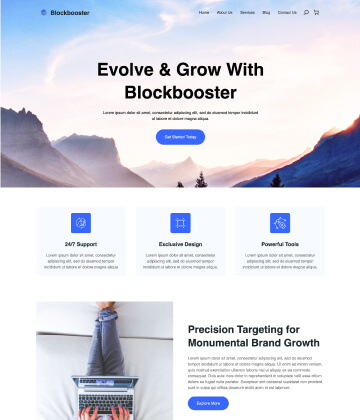 Blockbooster
Home About Us Services Blog Contact Us
Evolve & Grow With
Blockbooster
Lorem ipsum dolor sit amet, consectetur adipiscing elit, sed do eiusmod tempor incididunt
ut labore et dolore magna aliqua.
Get Started Today
24/7 Support
Lorem ipsum dolor sit amet, consectetur
adipiscing elit, sed do eiusmod tempor
incididunt ut labore et dolore magna
Exclusive Design
Lorem ipsum dolor sit amet, consectetur
adipiscing elit, sed do eiusmod tempor
incididunt ut labore et dolore magna
Powerful Tools
Lorem ipsum dolor sit amet, consectetur
adipiscing elit, sed do eiusmod tempor
incididunt ut labore et dolore magna
Precision Targeting for
Monumental Brand Growth
Lorem ipsum dolor sit amet, consectetur adipiscing elit, sed do
eiusmod tempor incididunt ut labore et dolore magna aliqua. Ut
enim ad minim veniam, quis nostrud exercitation ullamco laboris nisi ut aliquip ex ea commodo
consequat. Duis aute irure dolor in reprehenderit in voluptate velit esse cillum dolore
eu fugiat nulla pariatur. Excepteur sint occaecat cupidatat non proident,
sunt in culpa qui officia deserunt mollit anim id est laborum.
Explore More